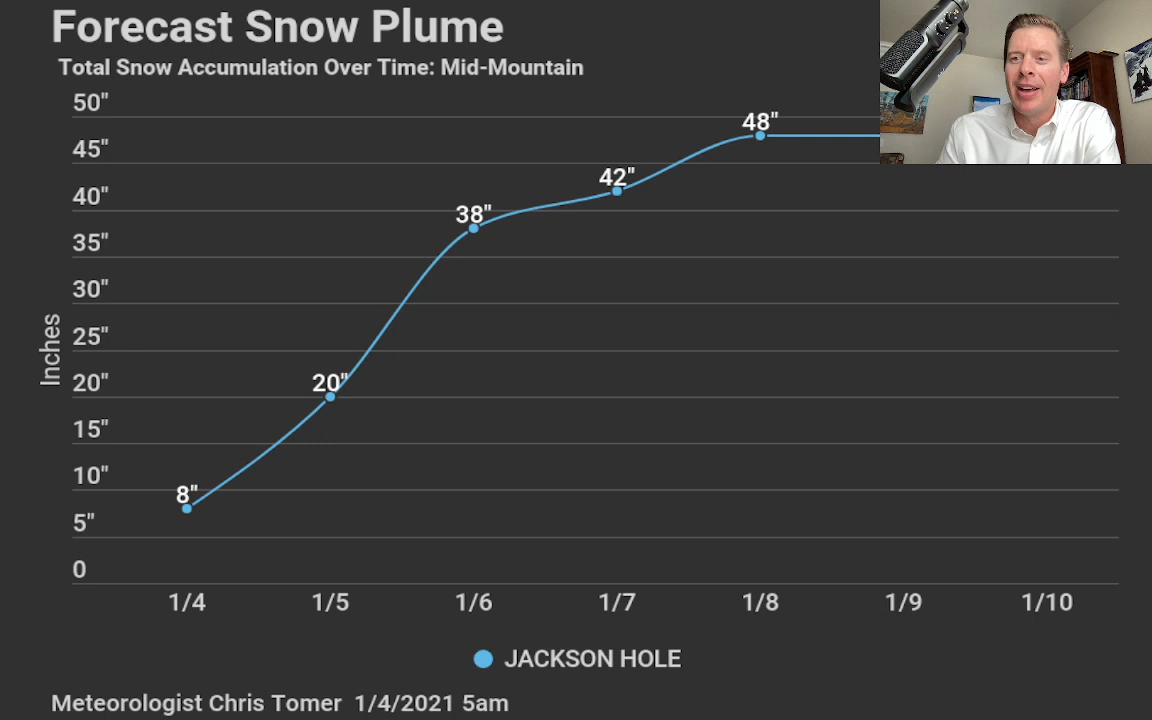 Forecast Snow Plume
Total Snow Accumulation Over Time: Mid-Mountain
50"
45"
40"
35"
30"
25"
20"
15"
10"
5"
0
Inches
8"
20"
38"
42"
48"
1/4 1/5 1/6 1/7 1/8 1/9 1/10
JACKSON HOLE
Meteorologist Chris Tomer 1/4/2021 5am